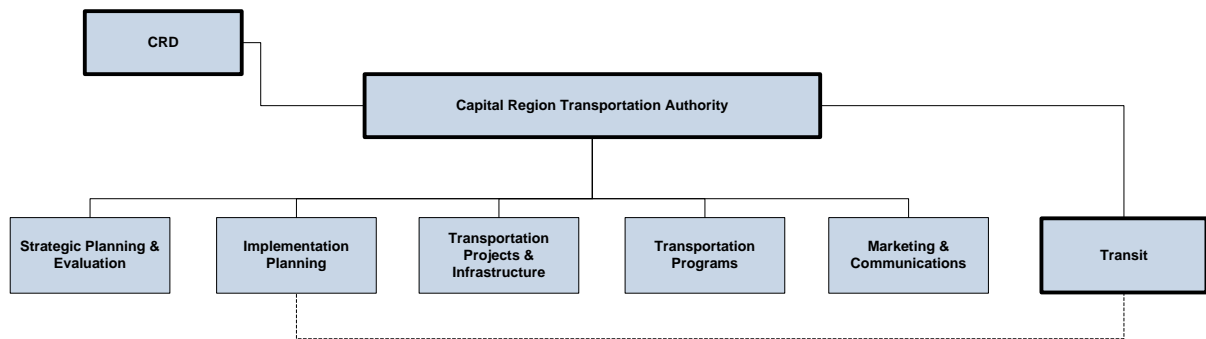 CRD
Capital Region Transportation Authority
Strategic Planning &
Evaluation
Implementation
Planning
Transportation
Projects &
Infrastructure
Transportation
Programs
Marketing &
Communications
Transit